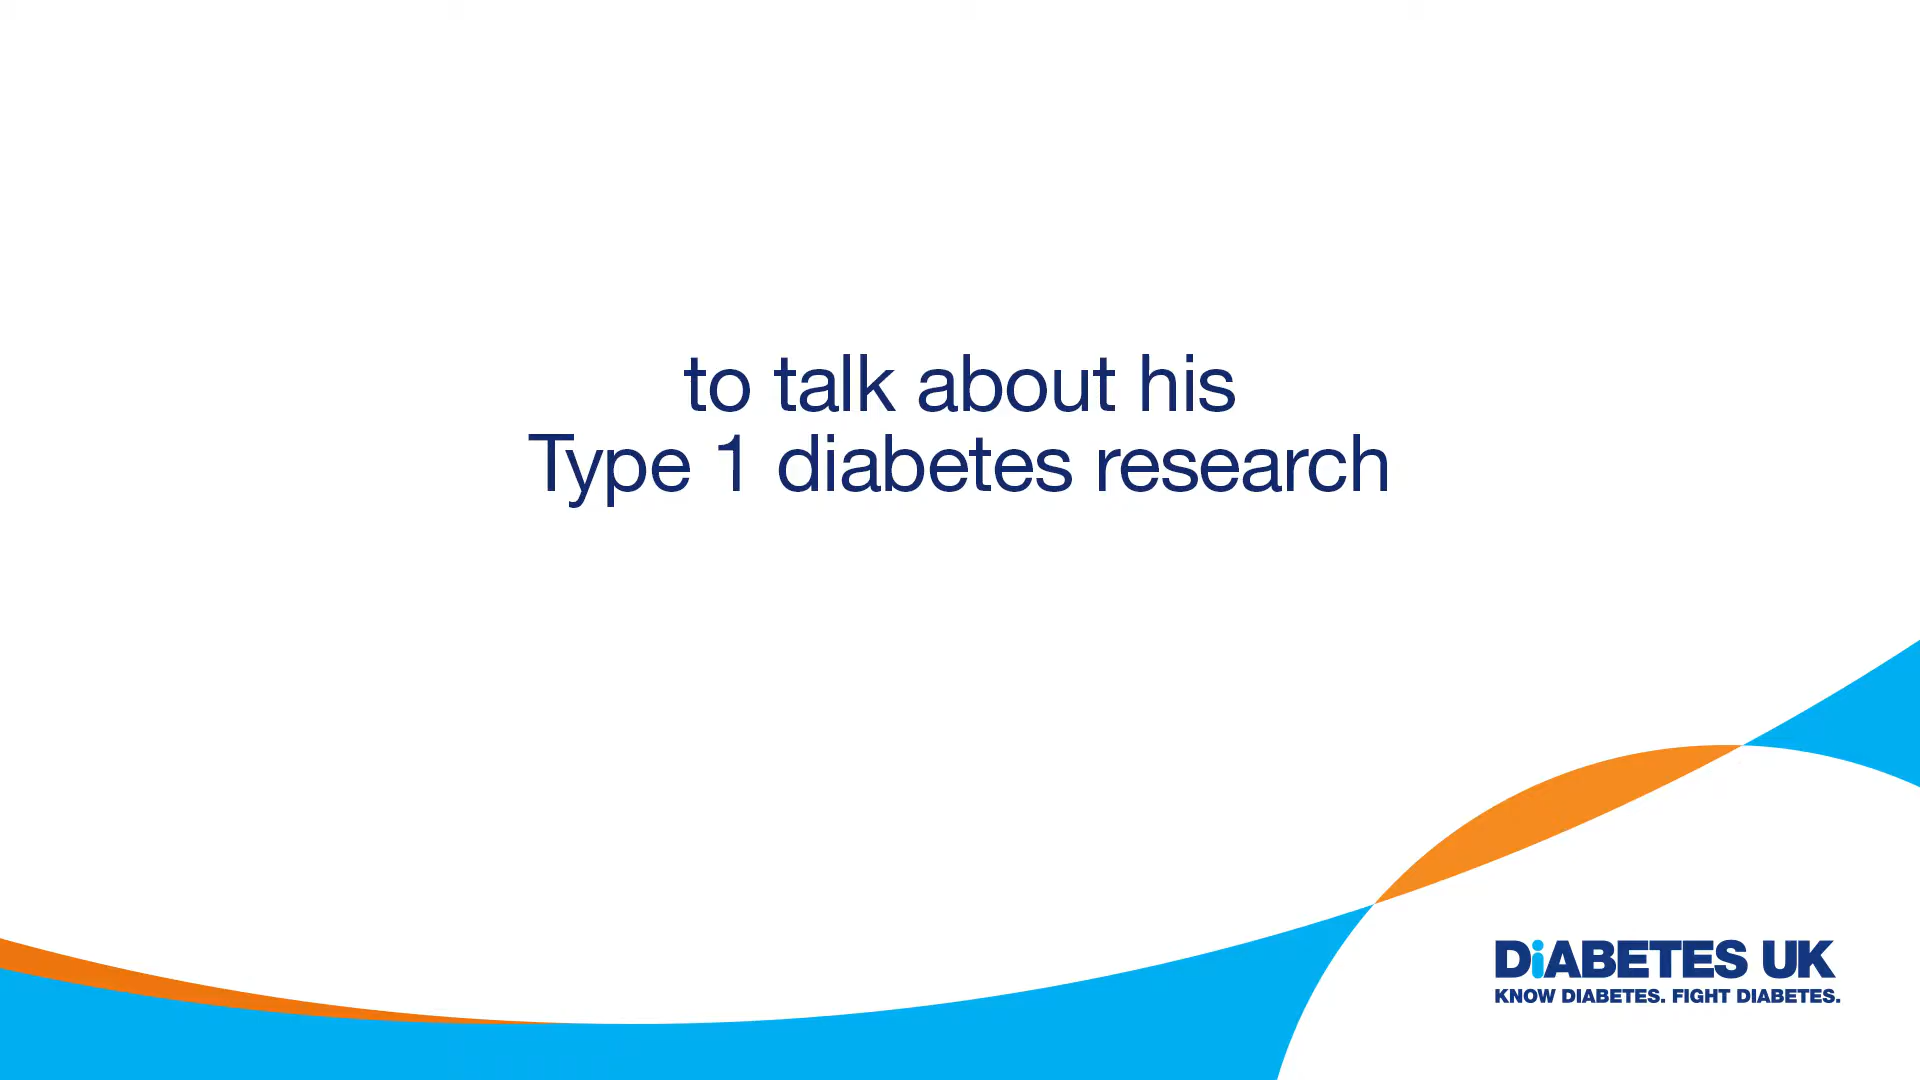 to talk about his
Type 1 diabetes research
DiABETES UK
KNOW DIABETES. FIGHT DIABETES.